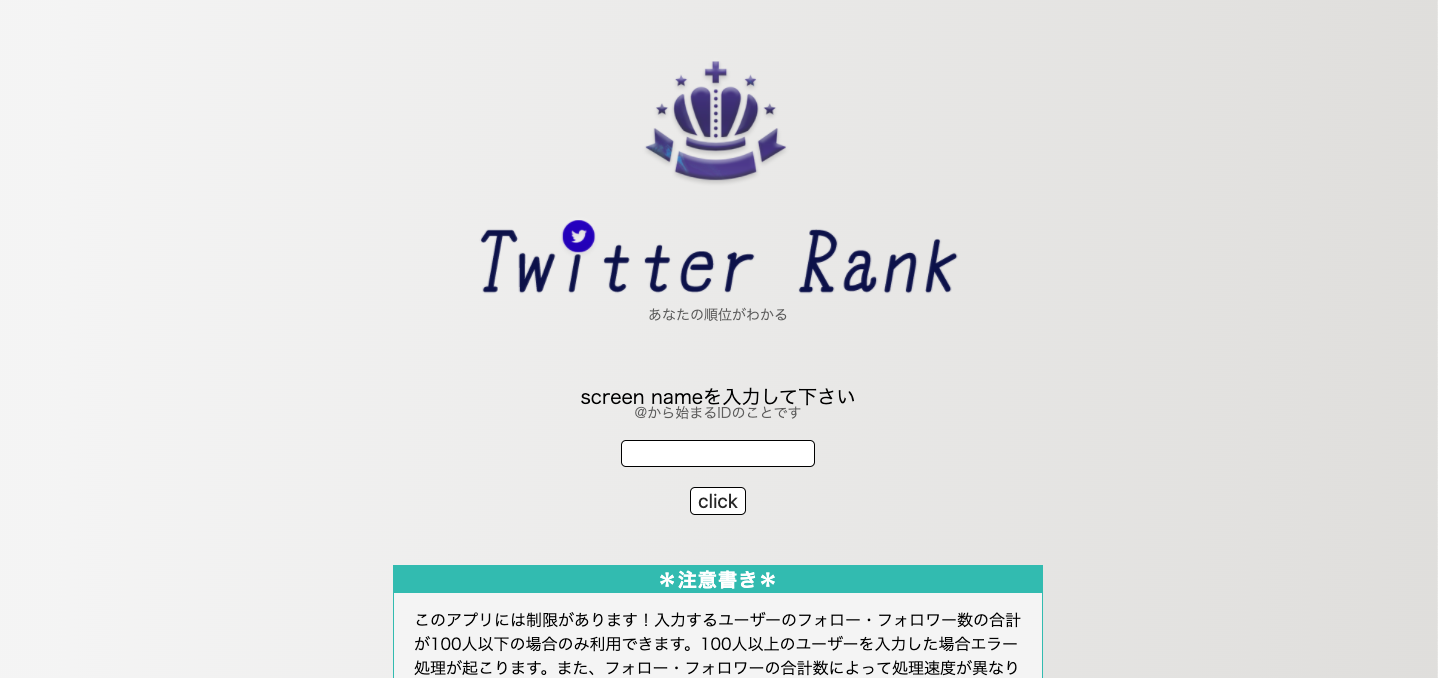 Twitter Rank
あなたの順位がわかる
screen nameを入力して下さい
@から始まるIDのことです
click
＊注意書き＊
このアプリには制限があります！入力するユーザーのフォロー・フォロワー数の合計
が100人以下の場合のみ利用できます。100人以上のユーザーを入力した場合エラー
処理が起こります。また、フォロー・フォロワーの合計数によって処理速度が異なり